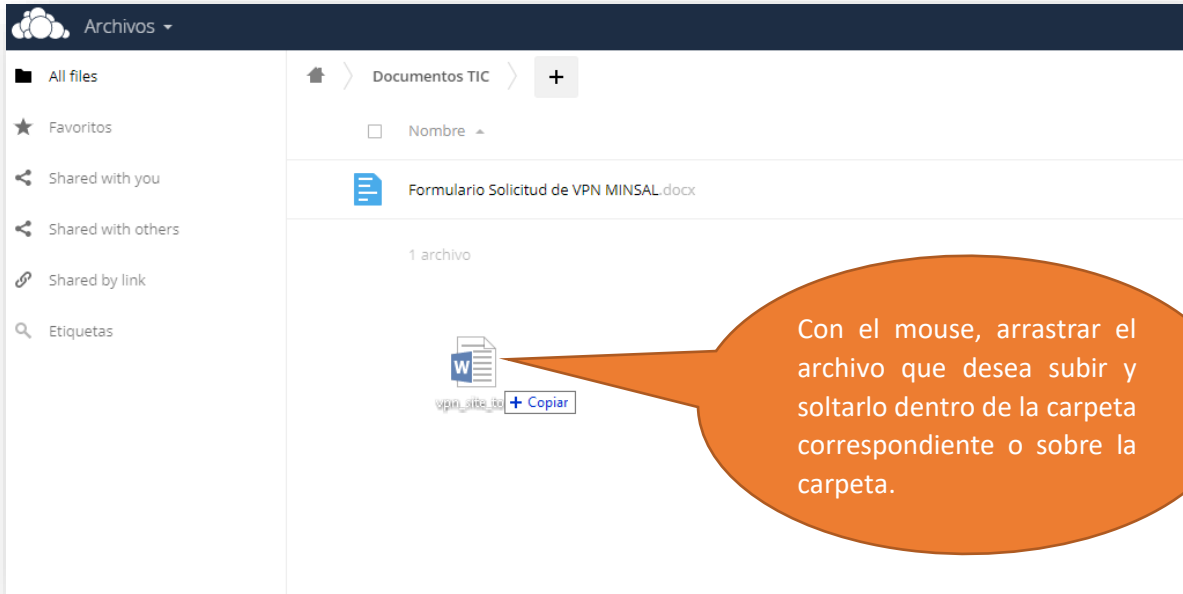 Archivos
All files
Documentos TIC
+
Favoritos
Nombre
Shared with you
Formulario Solicitud de VPN MINSAL.docx
Shared with others
1 archivo
Shared by link
Etiquetas
Con el mouse, arrastrar el
archivo que desea subir y
soltarlo dentro de la carpeta
correspondiente o sobre la
carpeta.
W
vpn_site_to
+ Copiar